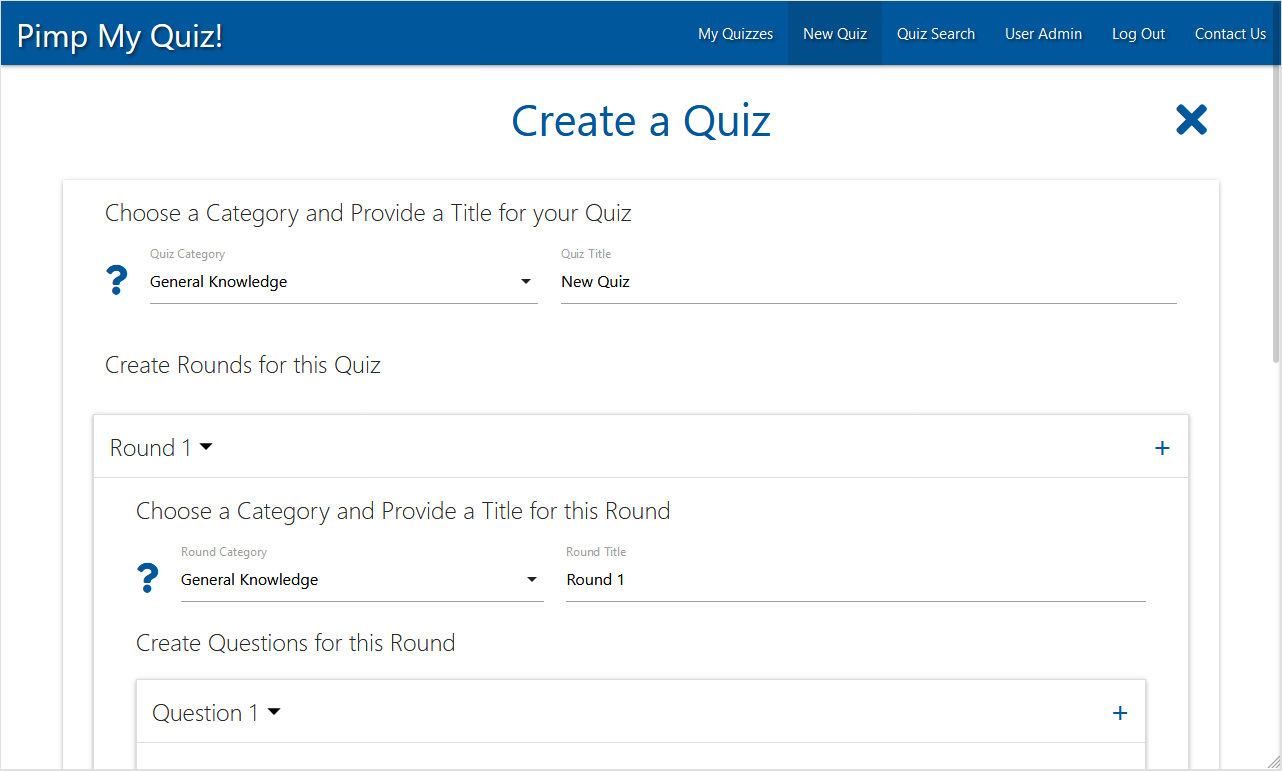 Pimp My Quiz!
My Quizzes New Quiz Quiz Search User Admin Log Out Contact Us
Create a Quiz
Choose a Category and Provide a Title for your Quiz
Quiz Category Quiz Title
General Knowledge New Quiz
Create Rounds for this Quiz
Round 1
Choose a Category and Provide a Title for this Round
Round Category Round Title
General Knowledge Round 1
Create Questions for this Round
Question 1